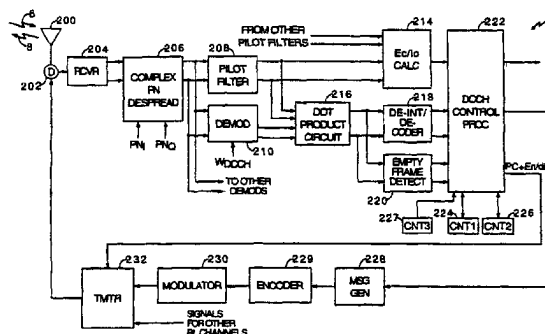 200
8
8
D
202
204
RCVR
206
COMPLEX
PN
DESPREAD
PNI
PNQ
208
PILOT
FILTER
FROM OTHER
PILOT FILTERS
DEMOD
210
WDCCH
TO OTHER
DEMODS
214
Ec/Io
CALC
216
DOT
PRODUCT
CIRCUIT
218
DE-INT/
DE-
CODER
EMPTY
FRAME
DETECT
220
222
DCCH
CONTROL
PROC
227
CNT3
224
CNT1
226
CNT2
232
TMTR
230
MODULATOR
229
ENCODER
228
MSG
GEN
SIGNALS
FOR OTHER
CHANNELS